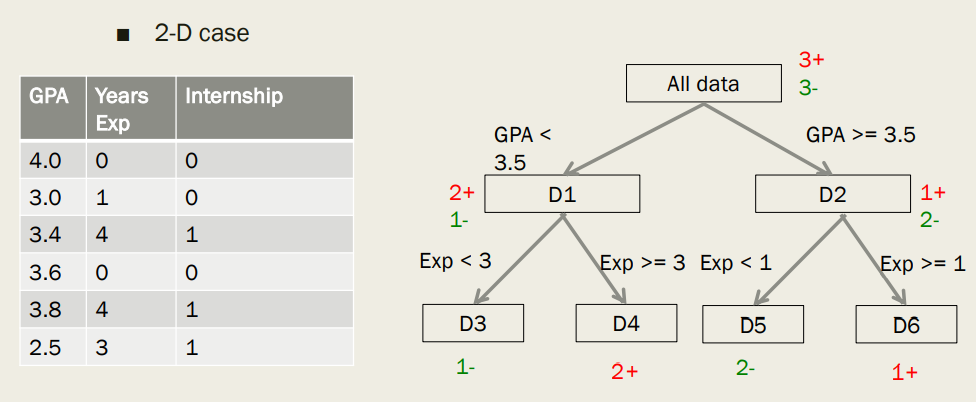 ■ 2-D case
GPA Years Exp Internship
4.0 0 0
3.0 1 0
3.4 4 1
3.6 0 0
3.8 4 1
2.5 3 1
All data
3+
3-
GPA <
3.5
GPA >= 3.5
2+
1-
D1
D2
1+
2-
Exp < 3
Exp >= 3
Exp < 1
Exp >= 1
D3
D4
D5
D6
1-
2+
2-
1+